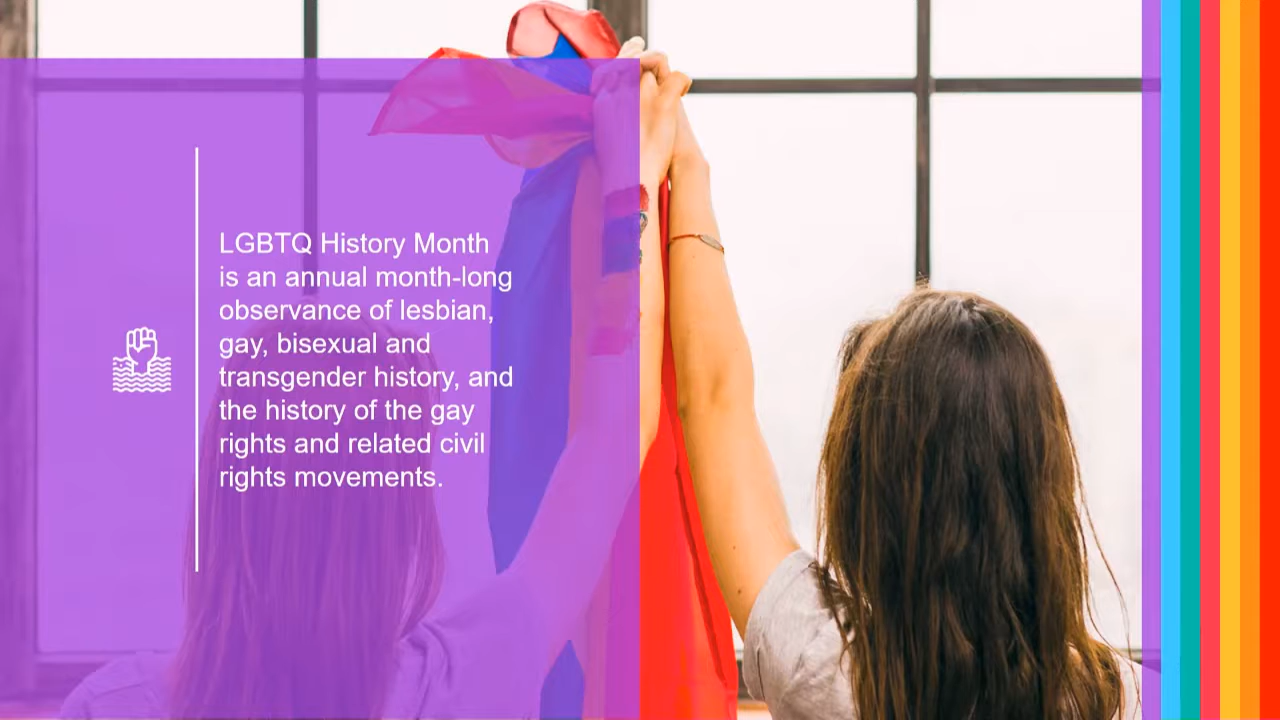 LGBTQ History Month
is an annual month-long
observance of lesbian,
gay, bisexual and
transgender history, and
the history of the gay
rights and related civil
rights movements.